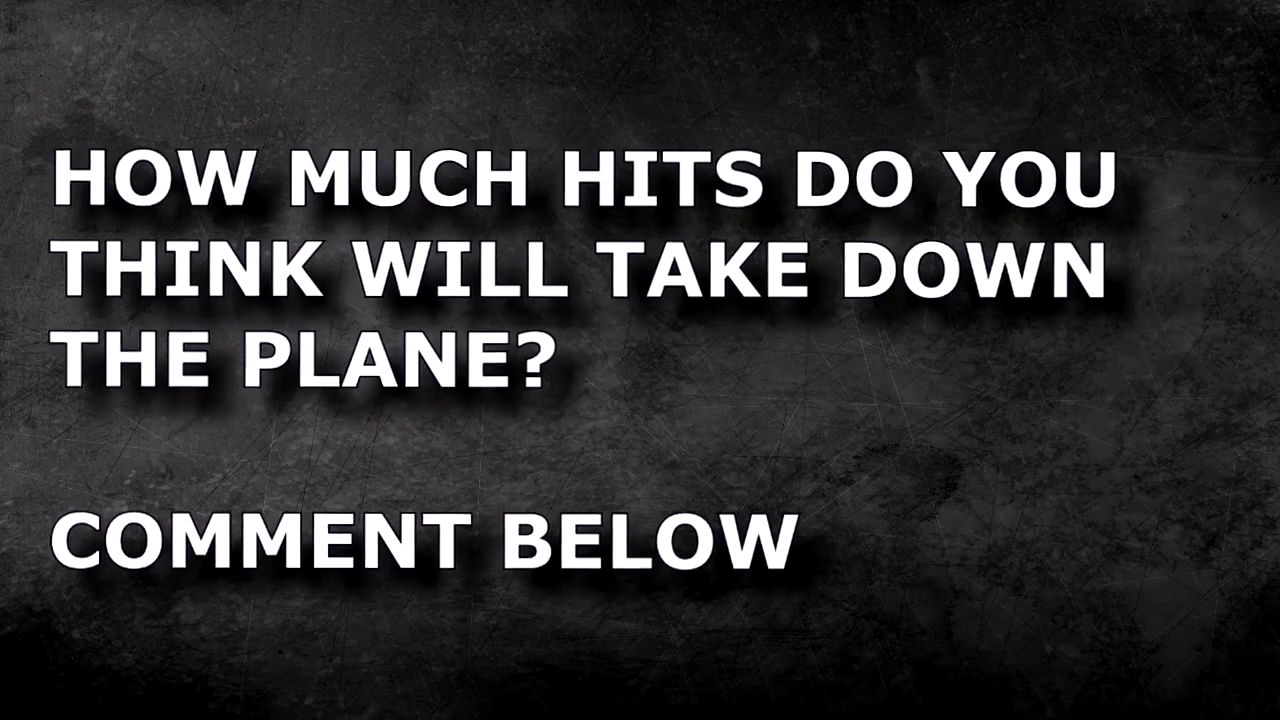 HOW MUCH HITS DO YOU
THINK WILL TAKE DOWN
THE PLANE?
COMMENT BELOW